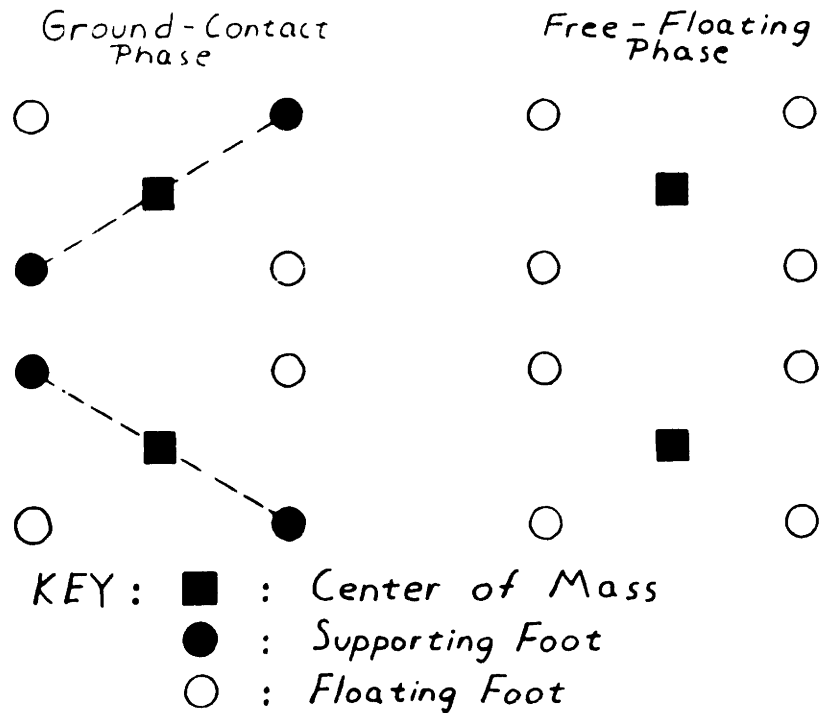 Ground-Contact
Phase
Free-Floating
Phase
KEY: : Center of Mass
: Supporting Foot
: Floating Foot